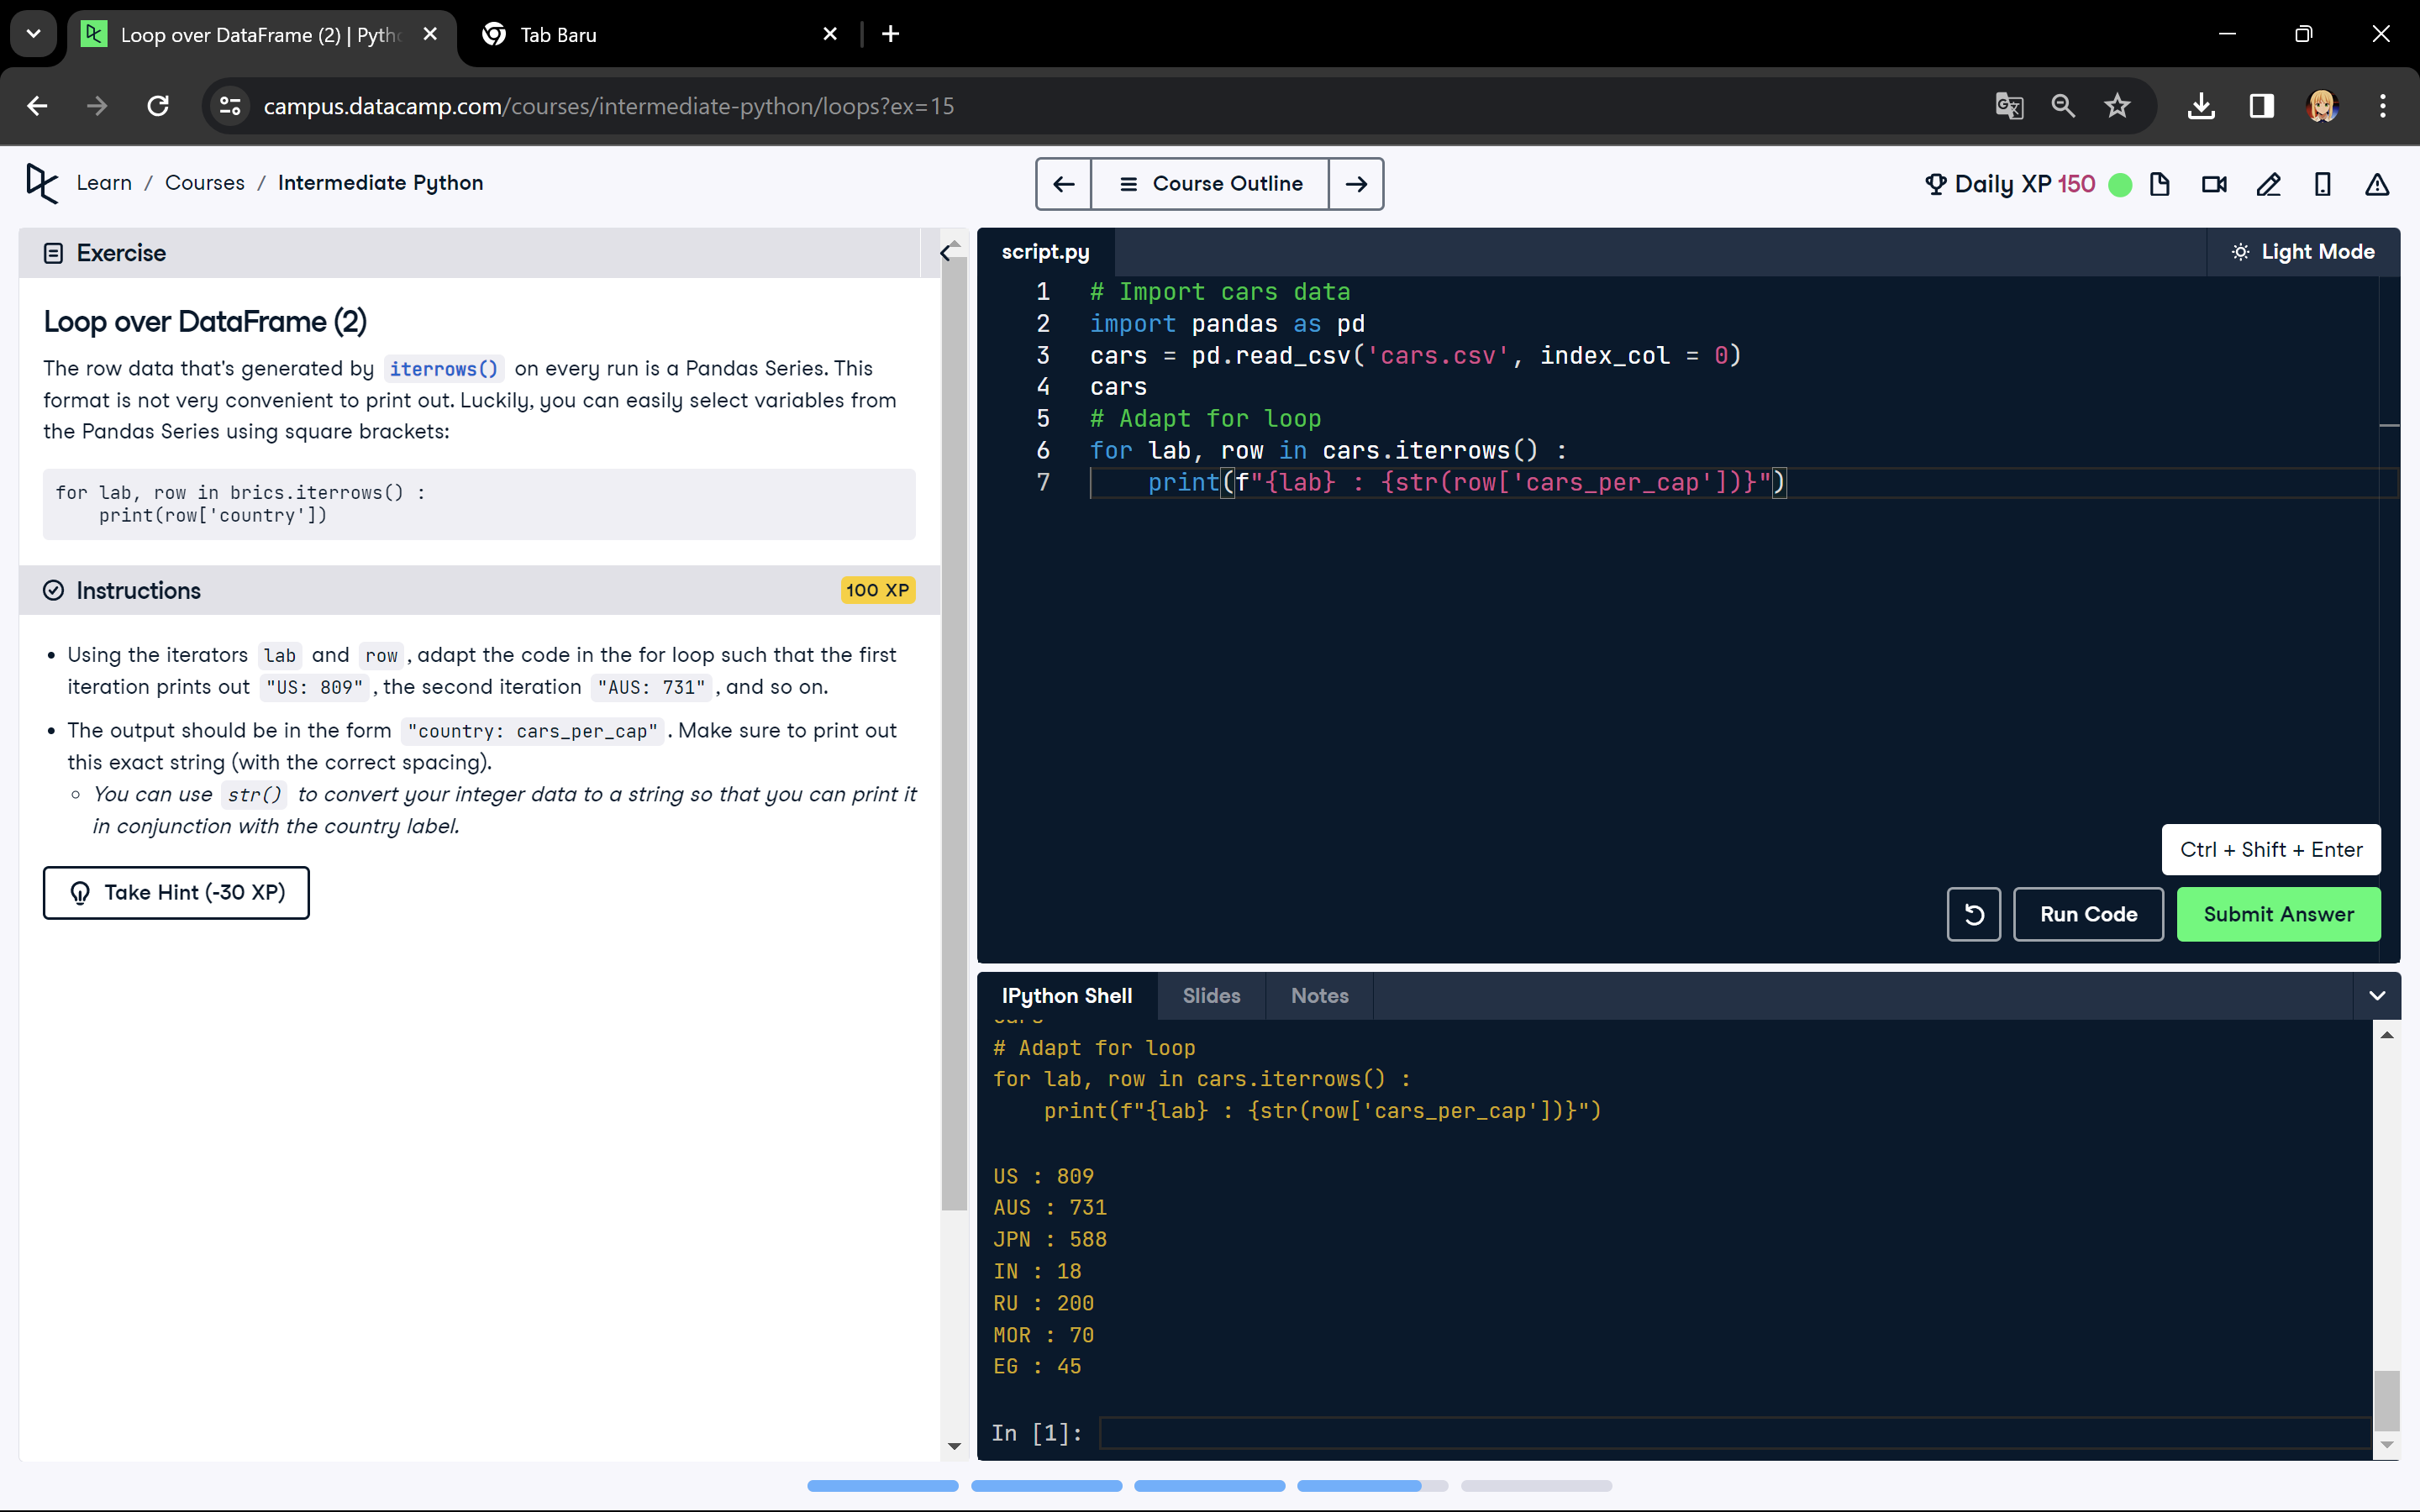 Loop over DataFrame (2) | Pyth
Tab Baru
campus.datacamp.com/courses/intermediate-python/loops?ex=15
Learn / Courses / Intermediate Python
Course Outline
Daily XP 150
Exercise
Loop over DataFrame (2)
The row data that's generated by iterrows() on every run is a Pandas Series. This
format is not very convenient to print out. Luckily, you can easily select variables from
the Pandas Series using square brackets:
for lab, row in brics.iterrows() :
    print(row['country'])
Instructions
100 XP
• Using the iterators lab and row, adapt the code in the for loop such that the first
iteration prints out "US: 809", the second iteration "AUS: 731", and so on.
• The output should be in the form "country: cars_per_cap". Make sure to print out
this exact string (with the correct spacing).
○ You can use str() to convert your integer data to a string so that you can print it
in conjunction with the country label.
Take Hint (-30 XP)
script.py
Light Mode
1 # Import cars data
2 import pandas as pd
3 cars = pd.read_csv('cars.csv', index_col = 0)
4 cars
5 # Adapt for loop
6 for lab, row in cars.iterrows() :
7     print(f"{lab} : {str(row['cars_per_cap'])}")
Ctrl + Shift + Enter
Run Code
Submit Answer
IPython Shell
Slides
Notes
# Adapt for loop
for lab, row in cars.iterrows() :
    print(f"{lab} : {str(row['cars_per_cap'])}")
US : 809
AUS : 731
JPN : 588
IN : 18
RU : 200
MOR : 70
EG : 45
In [1]: